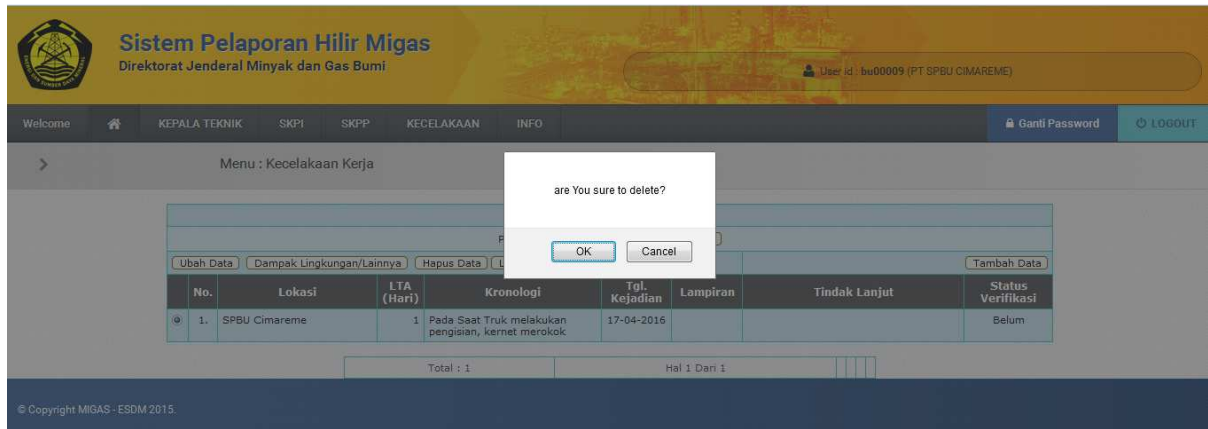 Sistem Pelaporan Hilir Migas
Direktorat Jenderal Minyak dan Gas Bumi
User id : bu00009 (PT SPBU CIMAREME)
Welcome KEPALA TEKNIK SKPI SKPP KECELAKAAN INFO Ganti Password LOGOUT
Menu : Kecelakaan Kerja
are You sure to delete?
OK Cancel
Ubah Data Dampak Lingkungan/Lainnya Hapus Data Tambah Data
No. Lokasi LTA (Hari) Kronologi Tgl. Kejadian Lampiran Tindak Lanjut Status Verifikasi
1. SPBU Cimareme 1 Pada Saat Truk melakukan pengisian, kernet merokok 17-04-2016 Belum
Total : 1 Hal 1 Dari 1
© Copyright MIGAS - ESDM 2015.